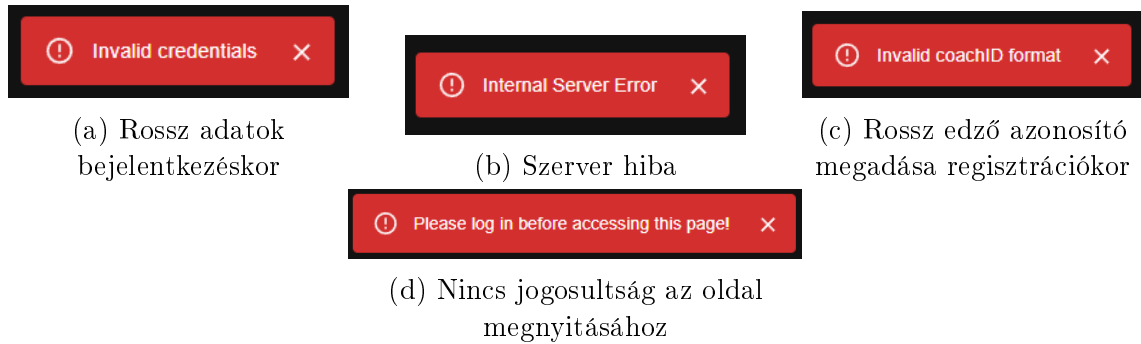 Invalid credentials
(a) Rossz adatok
bejelentkezéskor
Internal Server Error
(b) Szerver hiba
Invalid coachID format
(c) Rossz edző azonosító
megadása regisztrációkor
Please log in before accessing this page!
(d) Nincs jogosultság az oldal
megnyitásához